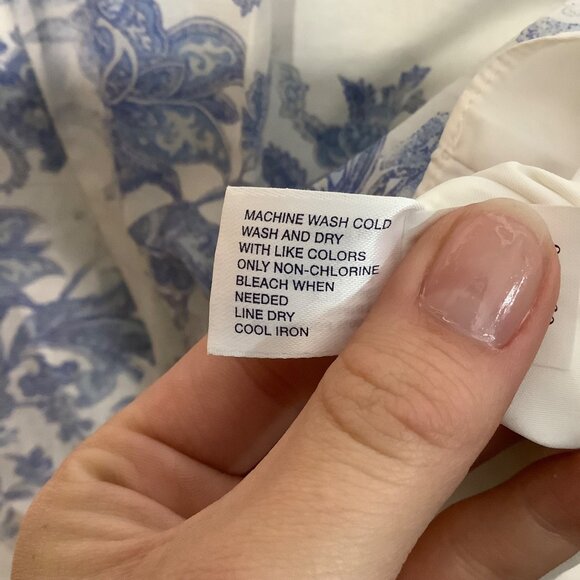 MACHINE WASH COLD
WASH AND DRY
WITH LIKE COLORS
ONLY NON-CHLORINE
BLEACH WHEN
NEEDED
LINE DRY
COOL IRON